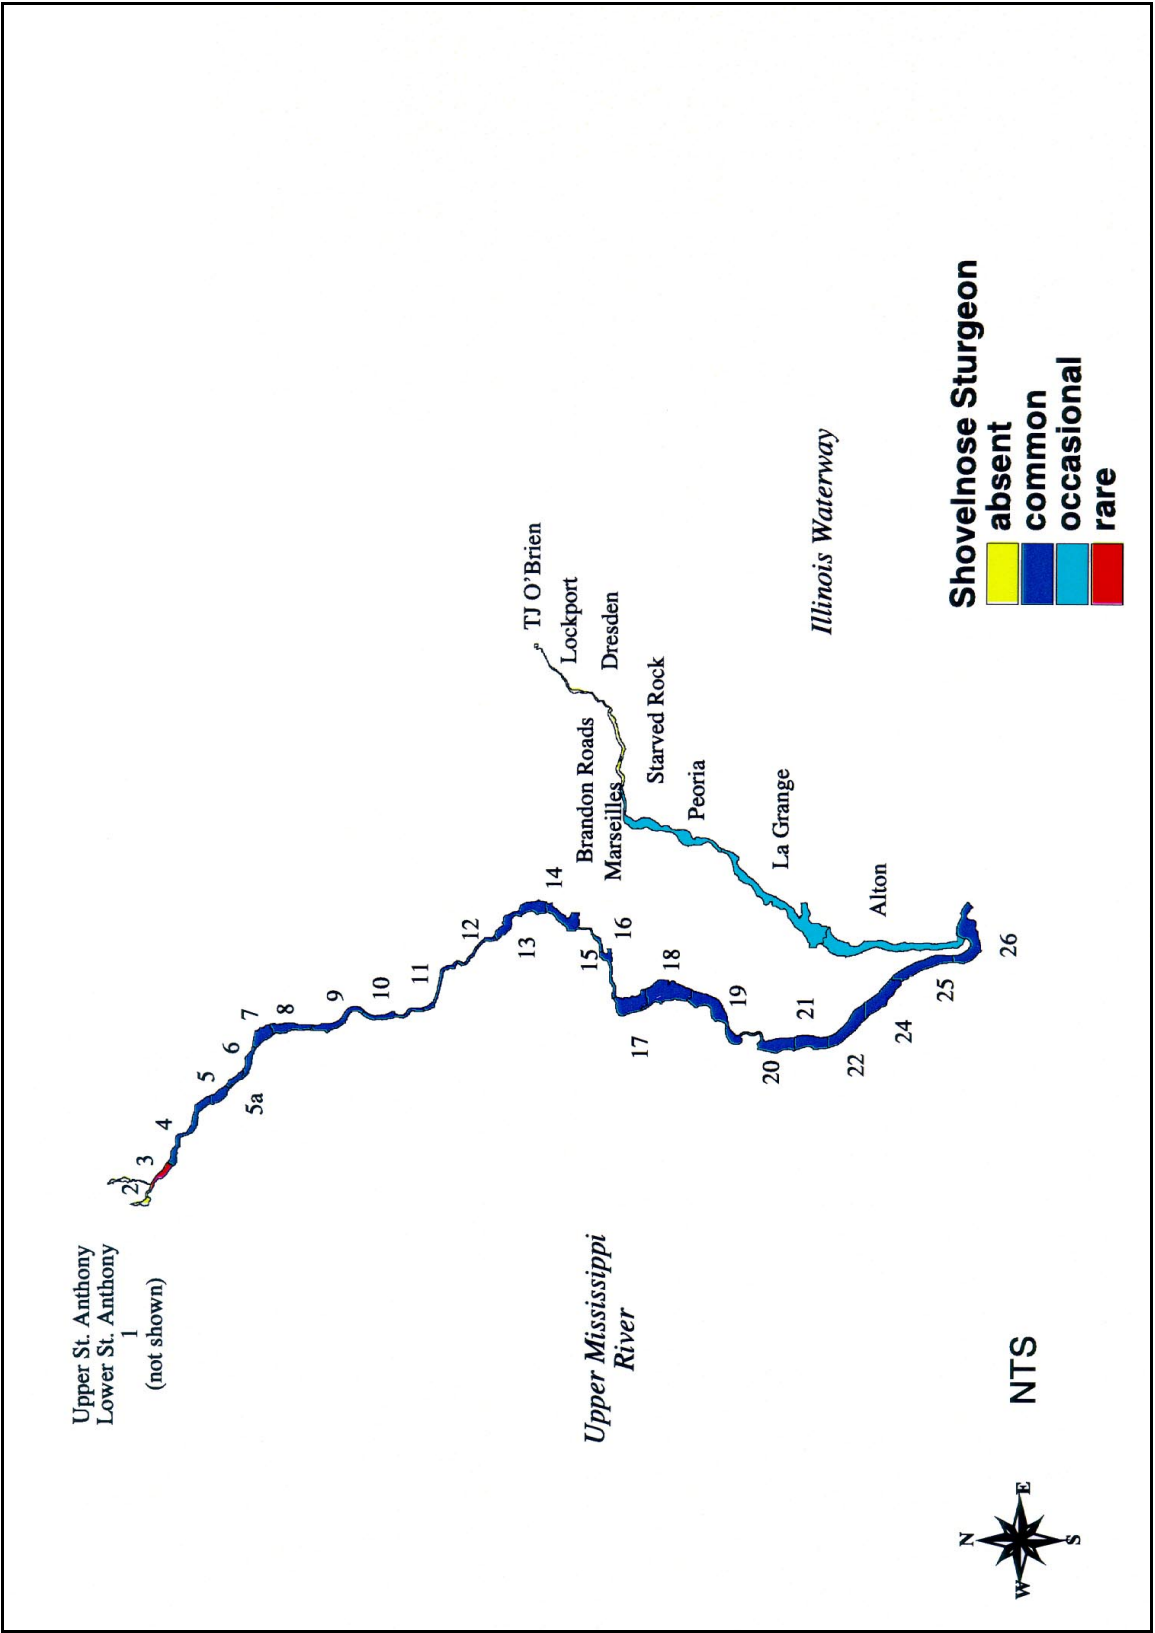 Upper St. Anthony
Lower St. Anthony
1
(not shown)
2
3
4
5
5a
6
7
8
9
10
11
12
13
14
15
16
17
18
19
20
21
22
24
25
26
TJ O'Brien
Lockport
Brandon Roads
Dresden
Marseilles
Starved Rock
Peoria
La Grange
Alton
Upper Mississippi
River
Illinois Waterway
Shovelnose Sturgeon
absent
common
occasional
rare
NTS
N
W
E
S